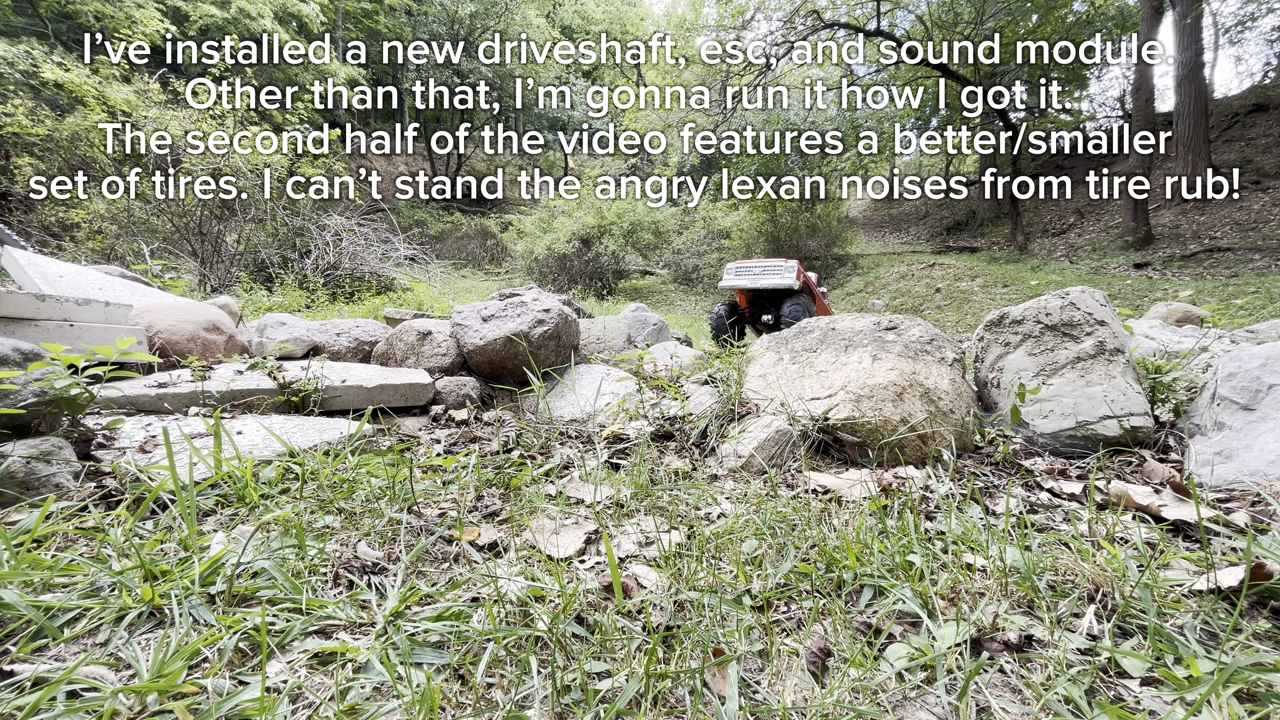 I've installed a new driveshaft, esc, and sound module.
Other than that, I'm gonna run it how I got it.
The second half of the video features a better/smaller
set of tires. I can't stand the angry lexan noises from tire rub!